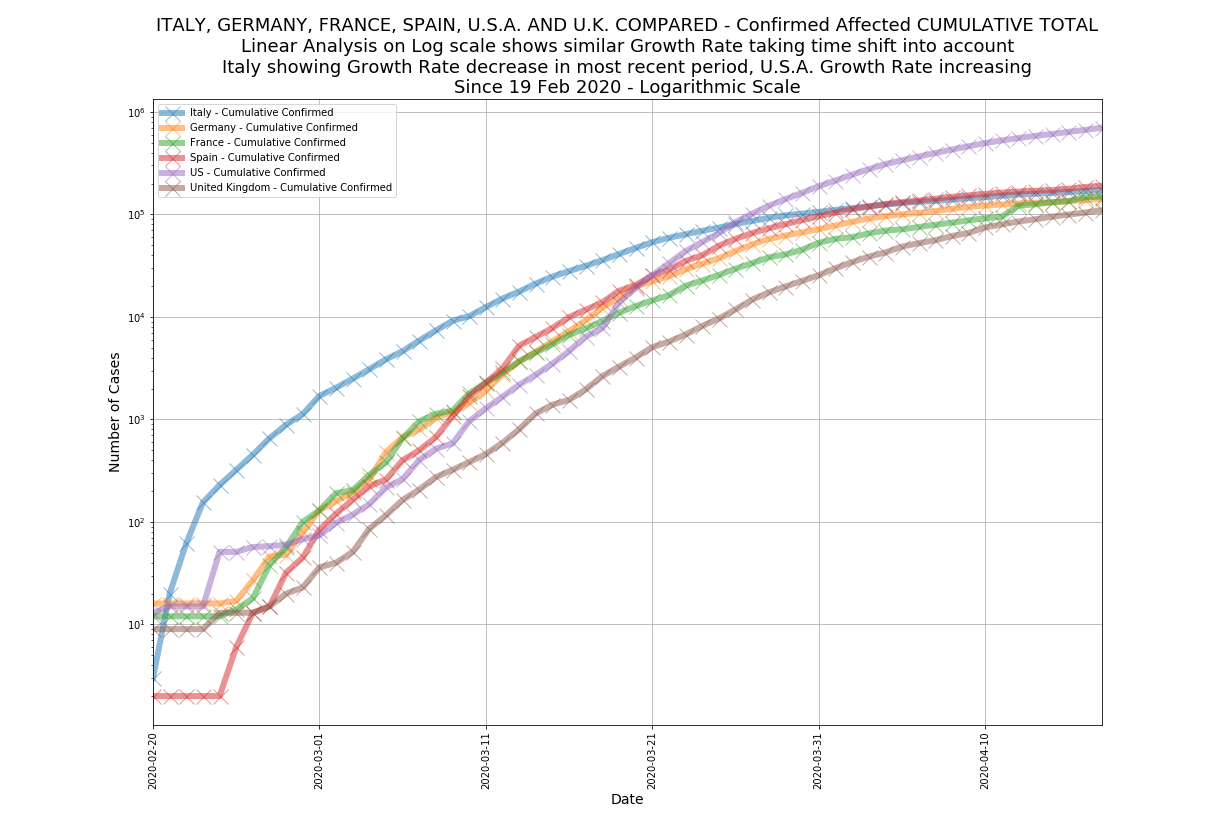 ITALY, GERMANY, FRANCE, SPAIN, U.S.A. AND U.K. COMPARED - Confirmed Affected CUMULATIVE TOTAL
Linear Analysis on Log scale shows similar Growth Rate taking time shift into account
Italy showing Growth Rate decrease in most recent period, U.S.A. Growth Rate increasing
Since 19 Feb 2020 - Logarithmic Scale
Italy - Cumulative Confirmed
Germany - Cumulative Confirmed
France - Cumulative Confirmed
Spain - Cumulative Confirmed
US - Cumulative Confirmed
United Kingdom - Cumulative Confirmed
Number of Cases
10⁶
10⁵
10⁴
10³
10²
10¹
2020-02-20
2020-03-01
2020-03-11
2020-03-21
2020-03-31
2020-04-10
Date